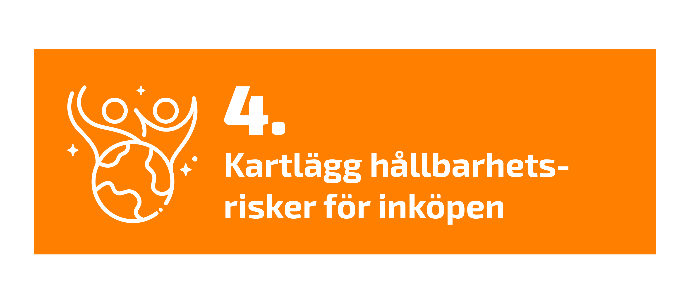 4.
Kartlägg hållbarhets-
risker för inköpen